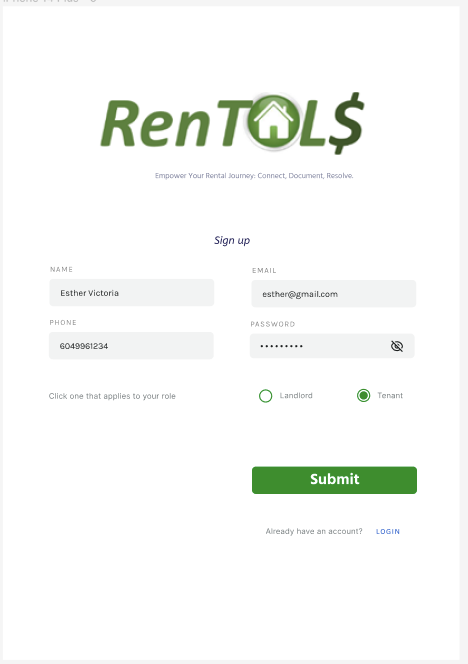 RenTOL$
Empower Your Rental Journey: Connect, Document, Resolve.
Sign up
NAME
EMAIL
Esther Victoria
esther@gmail.com
PHONE
PASSWORD
6049961234
•••••••••
Click one that applies to your role
Landlord
Tenant
Submit
Already have an account? LOGIN